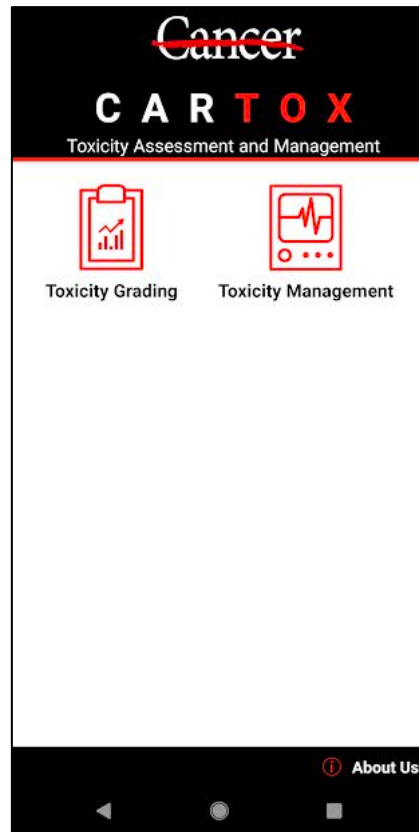 Cancer
CARTOX
Toxicity Assessment and Management
Toxicity Grading
Toxicity Management
About Us